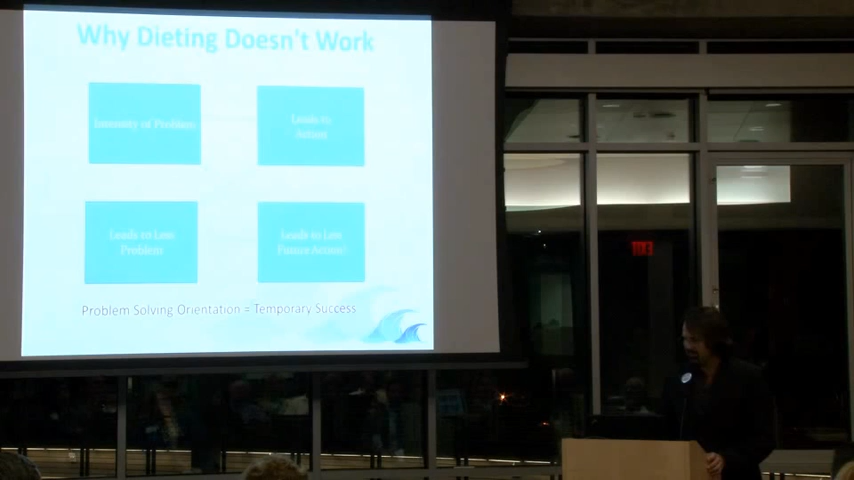 Why Dieting Doesn't Work
Intensity of Problem
Leads to
Action
Leads to Less
Problem
Leads to Less
Future Action
Problem Solving Orientation = Temporary Success